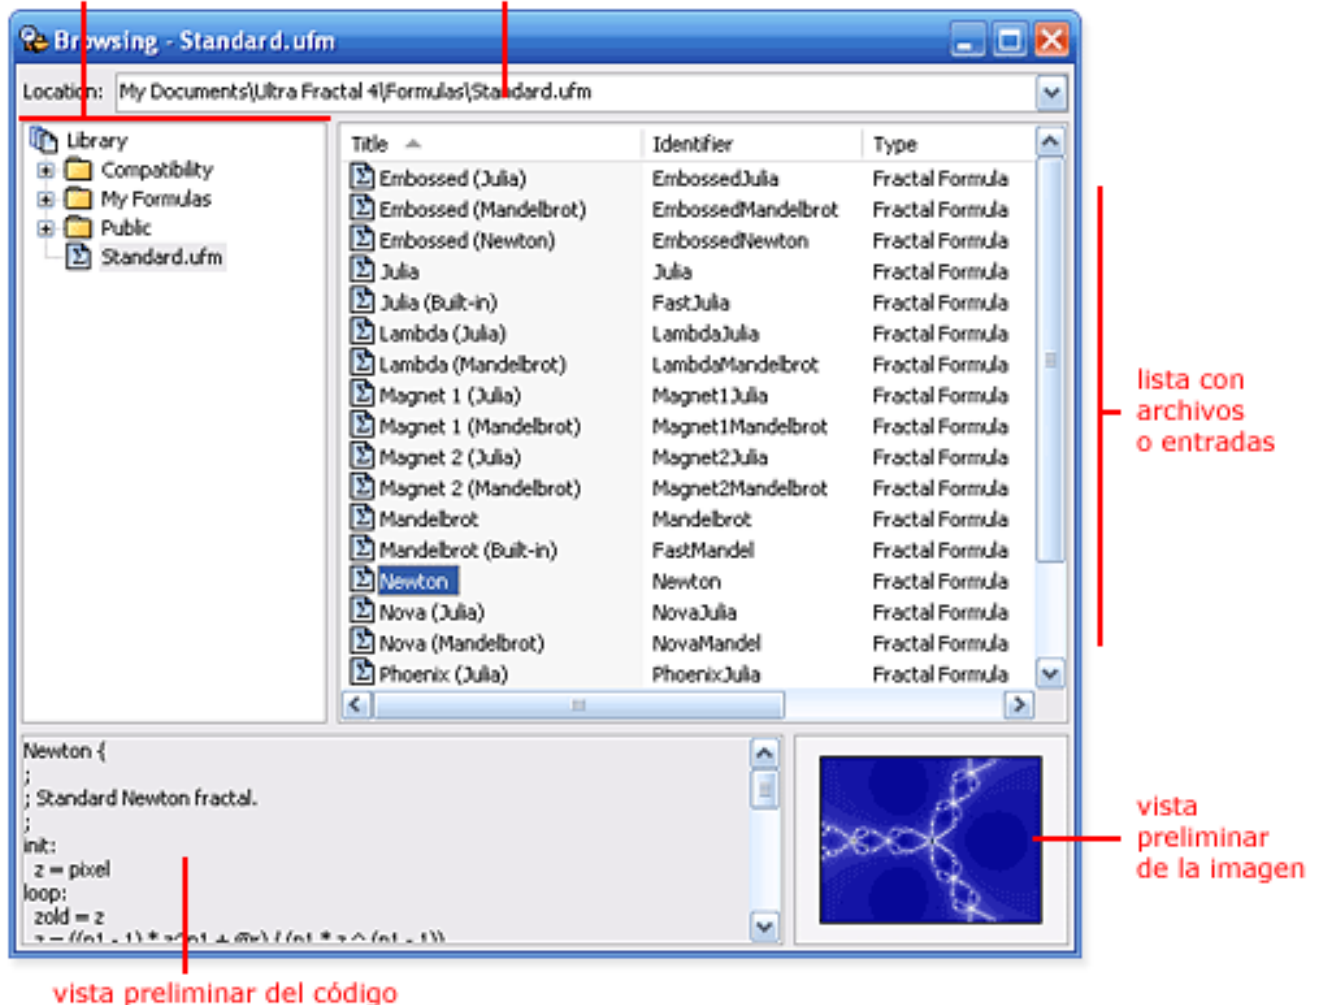 Browsing - Standard.ufm
Location: My Documents\Ultra Fractal 4\Formulas\Standard.ufm
Library
Compatibility
My Formulas
Public
Standard.ufm
Title Identifier Type
Embossed (Julia) EmbossedJulia Fractal Formula
Embossed (Mandelbrot) EmbossedMandelbrot Fractal Formula
Embossed (Newton) EmbossedNewton Fractal Formula
Julia Julia Fractal Formula
Julia (Built-in) FastJulia Fractal Formula
Lambda (Julia) LambdaJulia Fractal Formula
Lambda (Mandelbrot) LambdaMandelbrot Fractal Formula
Magnet 1 (Julia) Magnet1Julia Fractal Formula
Magnet 1 (Mandelbrot) Magnet1Mandelbrot Fractal Formula
Magnet 2 (Julia) Magnet2Julia Fractal Formula
Magnet 2 (Mandelbrot) Magnet2Mandelbrot Fractal Formula
Mandelbrot Mandelbrot Fractal Formula
Mandelbrot (Built-in) FastMandel Fractal Formula
Newton Newton Fractal Formula
Nova (Julia) NovaJulia Fractal Formula
Nova (Mandelbrot) NovaMandel Fractal Formula
Phoenix (Julia) PhoenixJulia Fractal Formula
lista con
archivos
o entradas
Newton {
;
; Standard Newton fractal.
;
init:
z = pixel
loop:
zold = z
z = ((p1 - 1) * z^p1 + @r) / (p1 * z ^ (p1 - 1))
vista
preliminar
de la imagen
vista preliminar del código